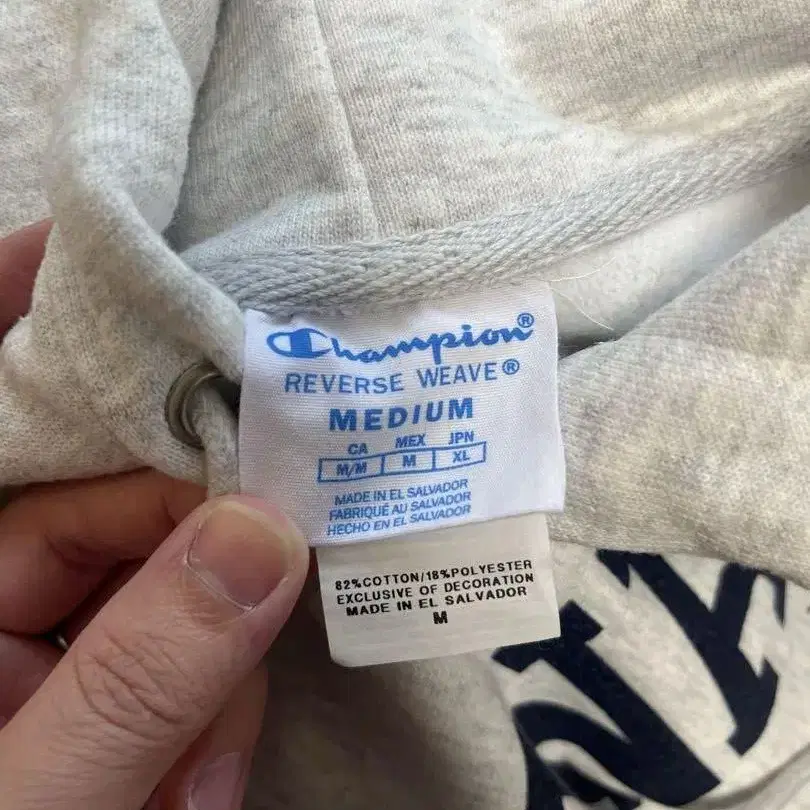 Champion®
REVERSE WEAVE®
MEDIUM
CA MEX JPN
M/M M XL
MADE IN EL SALVADOR
FABRIQUÉ AU SALVADOR
HECHO EN EL SALVADOR
82%COTTON/18%POLYESTER
EXCLUSIVE OF DECORATION
MADE IN EL SALVADOR
M